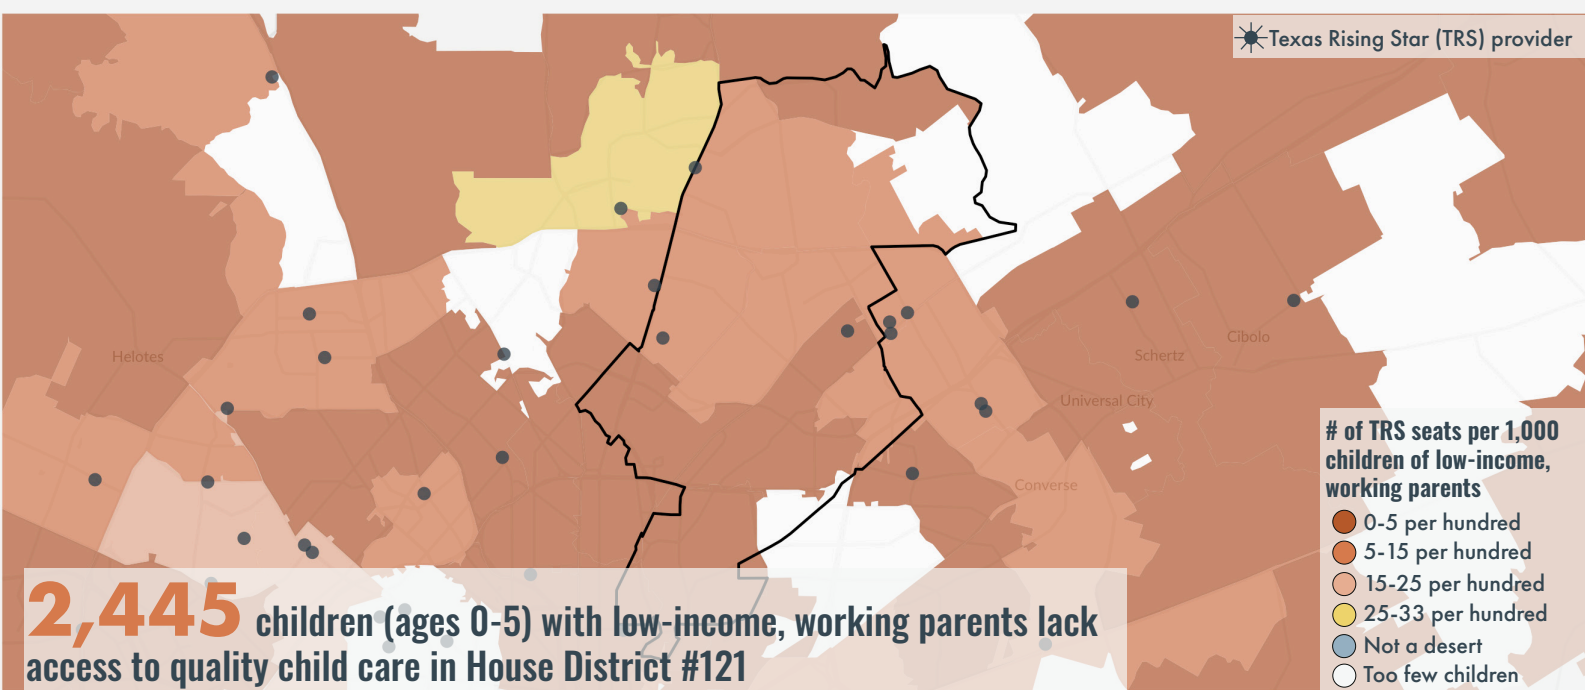 Texas Rising Star (TRS) provider
Helotes
Cibolo
Schertz
Universal City
Converse
# of TRS seats per 1,000
children of low-income,
working parents
0-5 per hundred
5-15 per hundred
15-25 per hundred
25-33 per hundred
Not a desert
Too few children
2,445 children (ages 0-5) with low-income, working parents lack
access to quality child care in House District #121